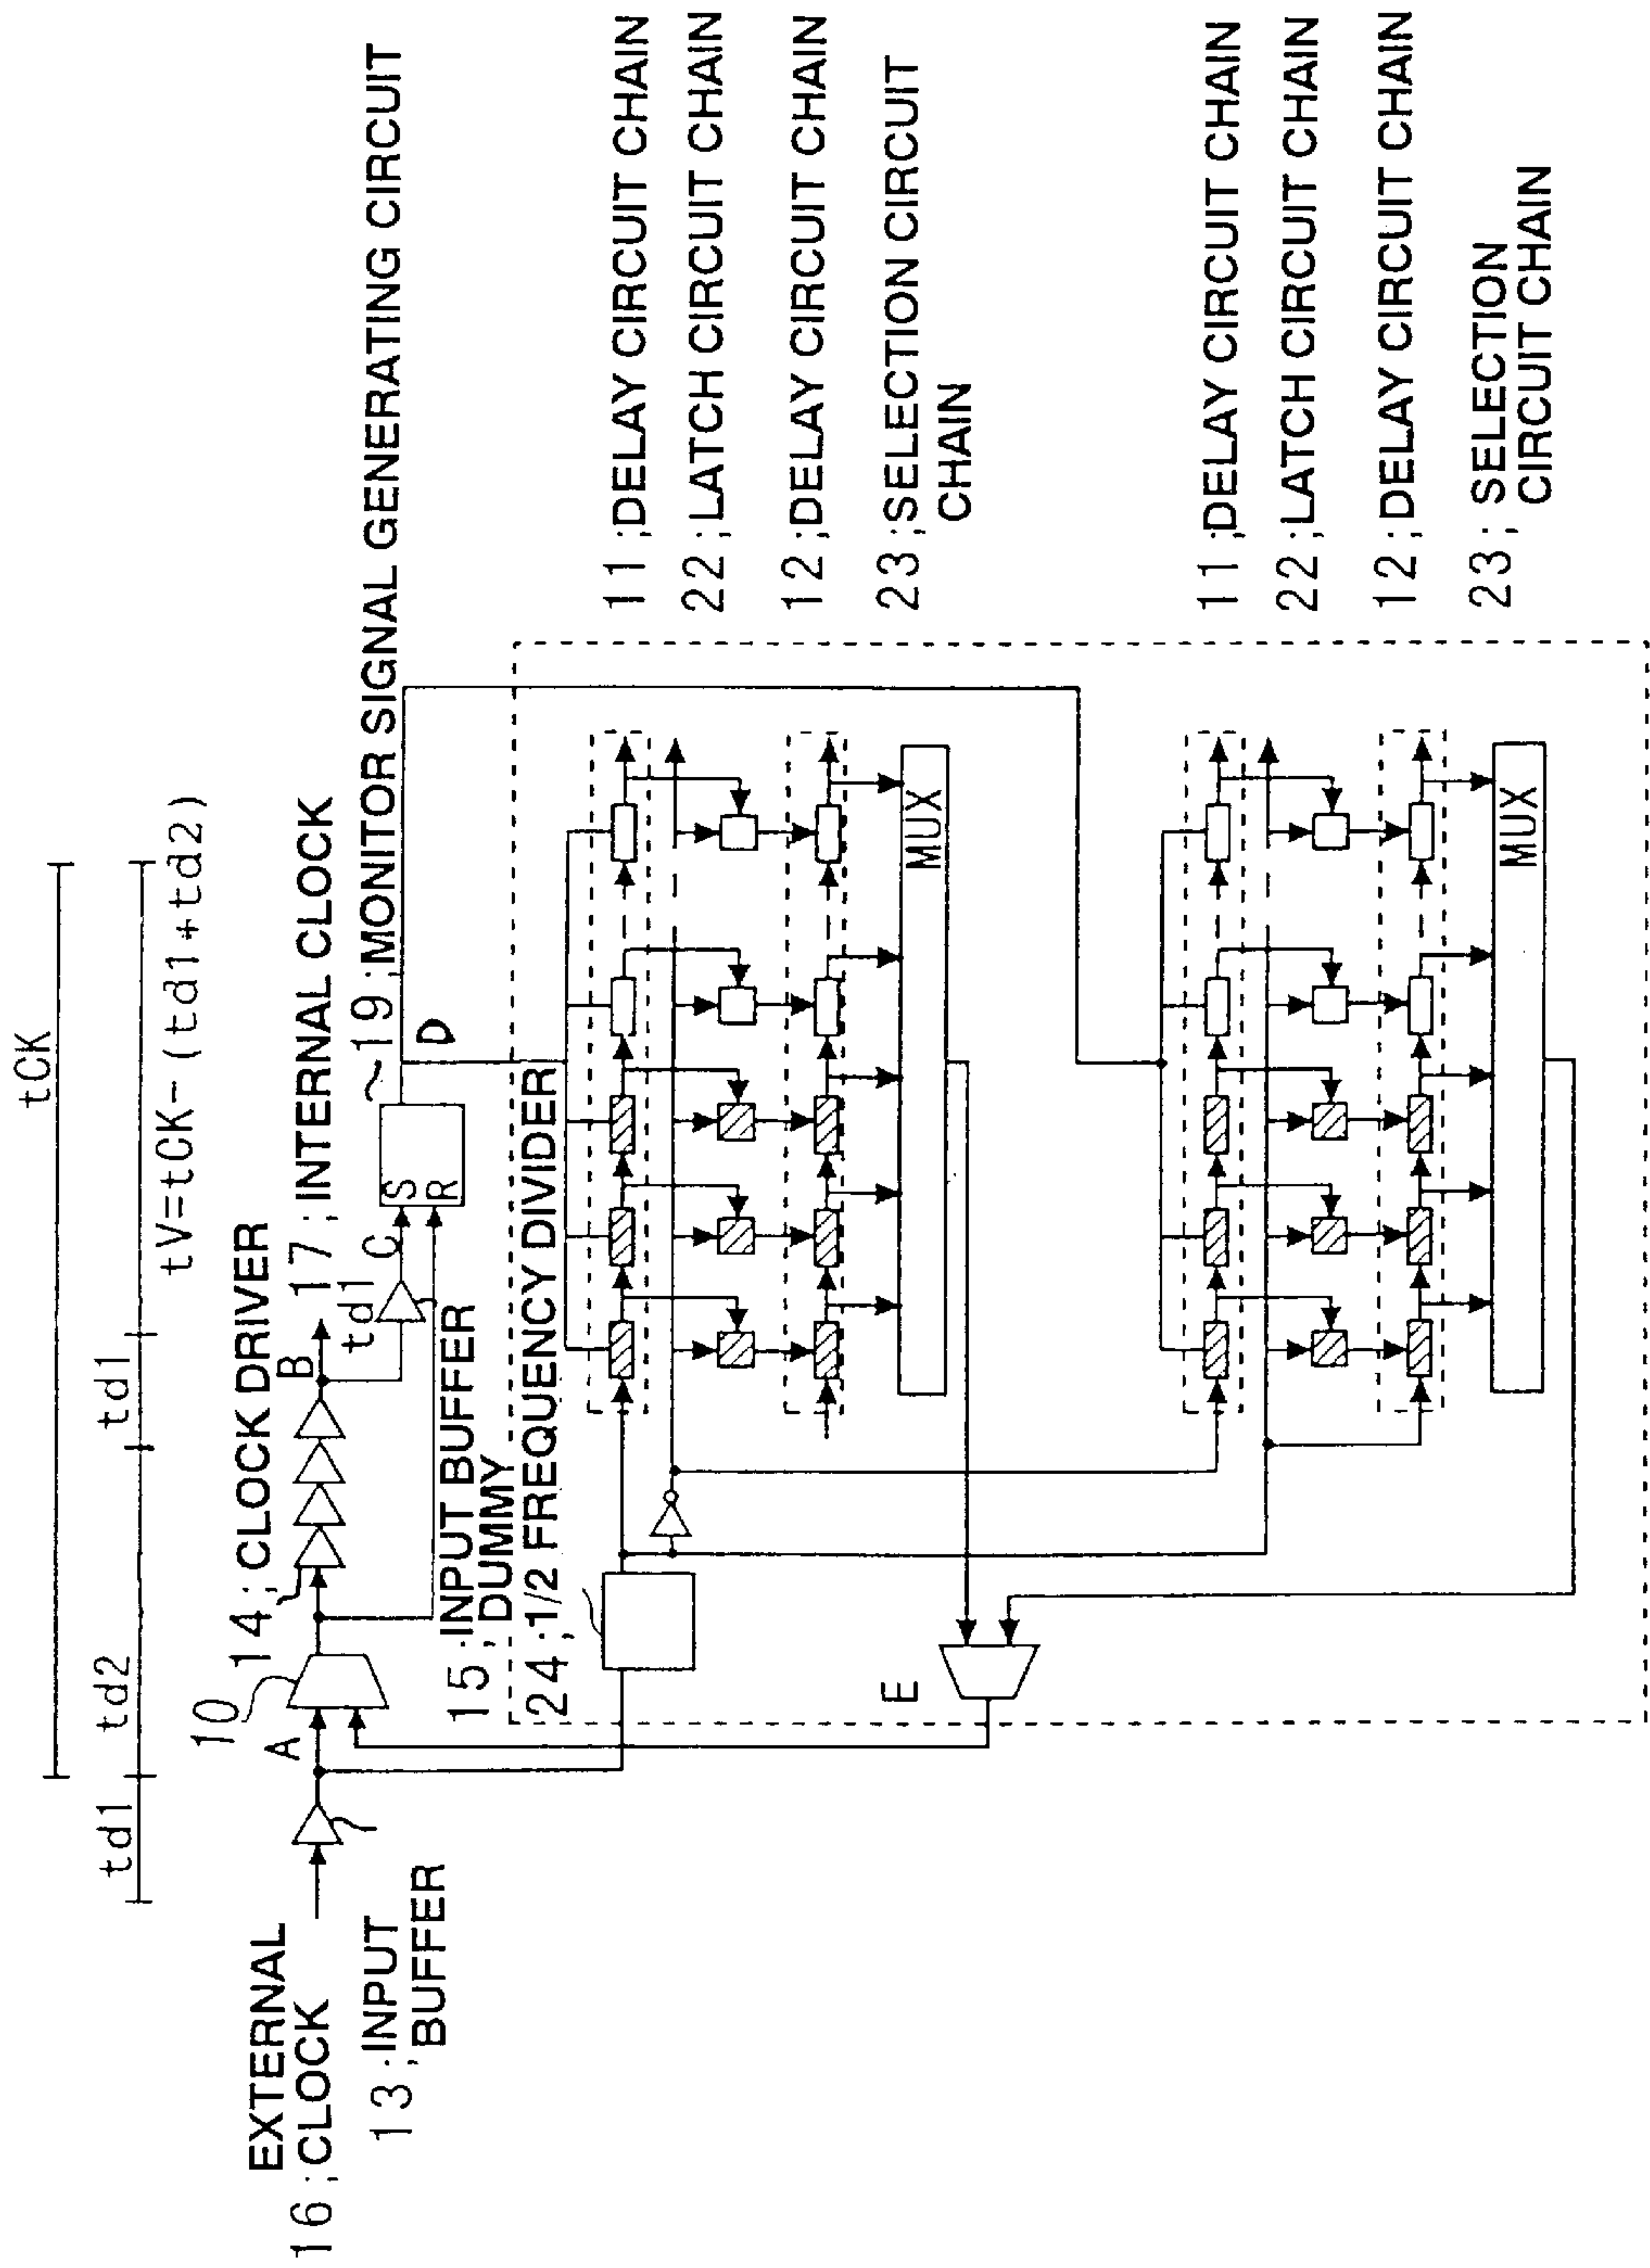 tCK
td1
td2
td1
tV=tCK-(td1+td2)
EXTERNAL
16;CLOCK
13;INPUT
BUFFER
10
A
14;CLOCK DRIVER
B
17;INTERNAL CLOCK
td1
C
S
R
19;MONITOR SIGNAL GENERATING CIRCUIT
D
15;INPUT BUFFER
DUMMY
24;1/2 FREQUENCY DIVIDER
E
MUX
11;DELAY CIRCUIT CHAIN
22;LATCH CIRCUIT CHAIN
12;DELAY CIRCUIT CHAIN
23;SELECTION CIRCUIT
CHAIN
MUX
11;DELAY CIRCUIT CHAIN
22;LATCH CIRCUIT CHAIN
12;DELAY CIRCUIT CHAIN
23;SELECTION
CIRCUIT CHAIN